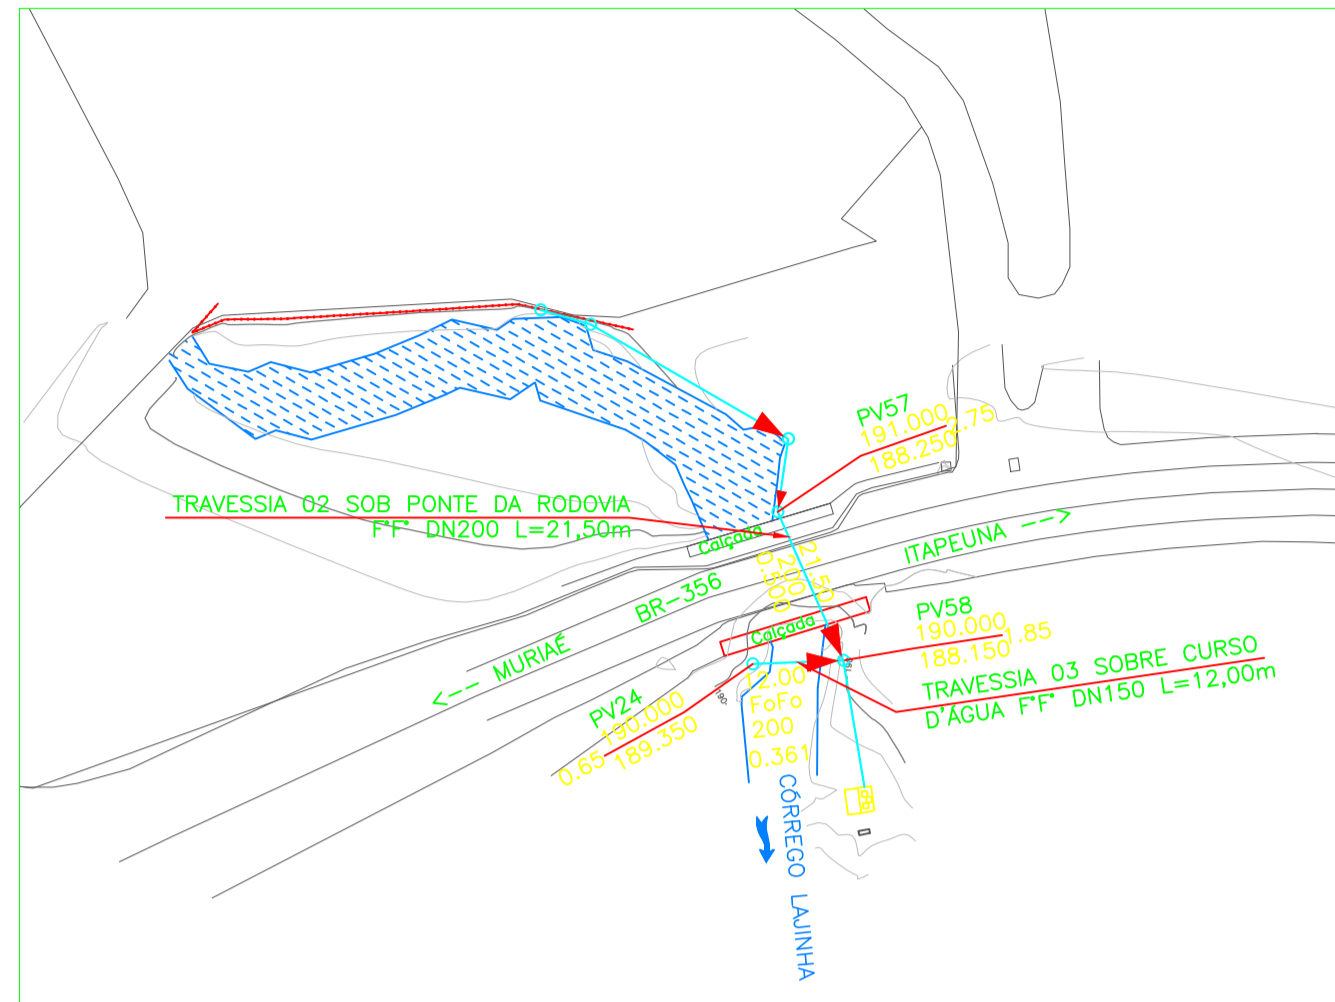 PV57
191.000
2.75
188.250
TRAVESSIA 02 SOB PONTE DA RODOVIA
F°F° DN200 L=21,50m
Calçada
21.50
200
0.500
BR-356
ITAPEUNA -->
<-- MURIAÉ
Calçada
PV58
190.000
1.85
188.150
TRAVESSIA 03 SOBRE CURSO
D'ÁGUA F°F° DN150 L=12,00m
PV24
190.000
0.65
189.350
12.00
FoFo
200
0.361
190
CÓRREGO LAJINHA